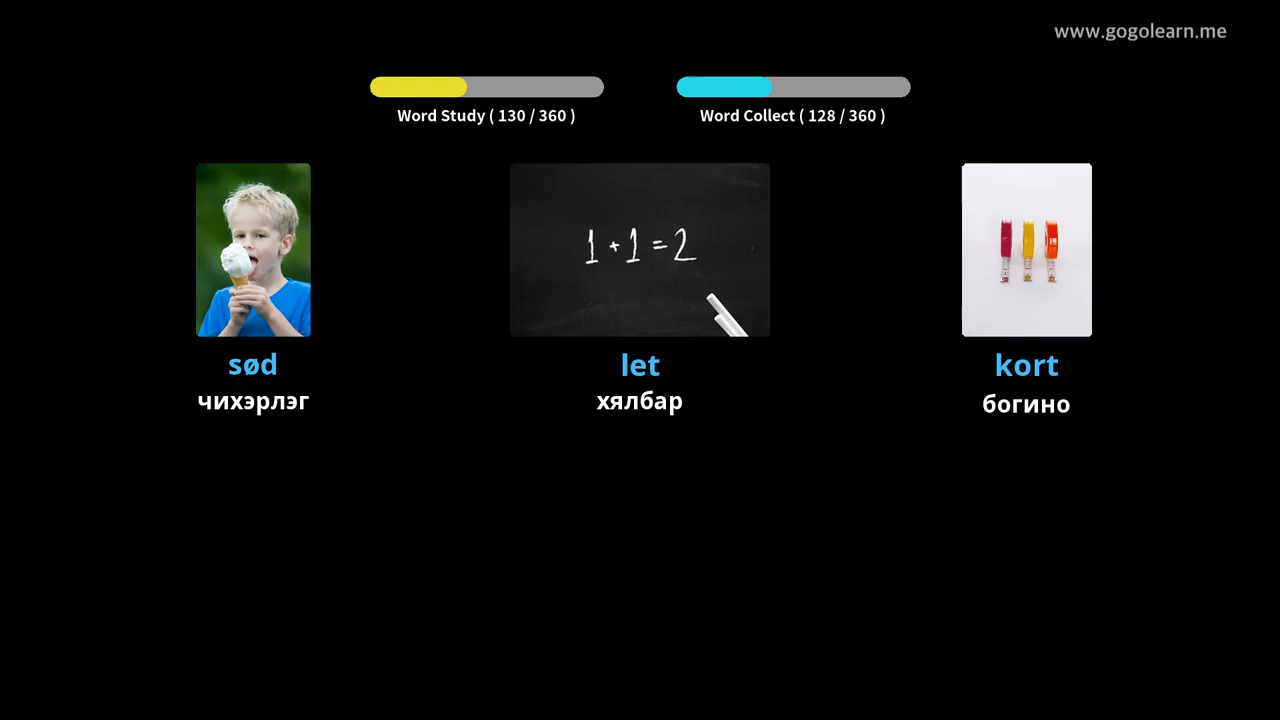 www.gogolearn.me
Word Study ( 130 / 360 )
Word Collect ( 128 / 360 )
1 + 1 = 2
sød
чихэрлэг
let
хялбар
kort
богино